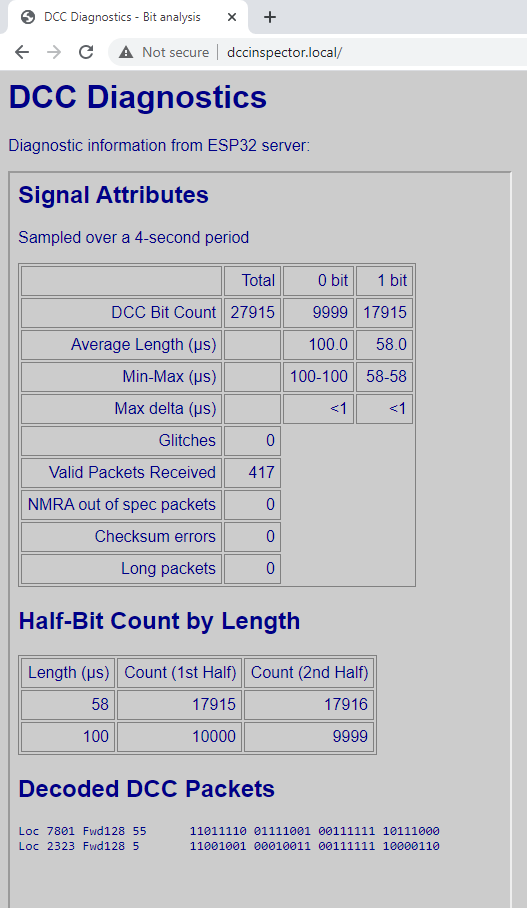 DCC Diagnostics - Bit analysis
Not secure | dccinspector.local/
DCC Diagnostics
Diagnostic information from ESP32 server:
Signal Attributes
Sampled over a 4-second period
Total 0 bit 1 bit
DCC Bit Count 27915 9999 17915
Average Length (µs) 100.0 58.0
Min-Max (µs) 100-100 58-58
Max delta (µs) <1 <1
Glitches 0
Valid Packets Received 417
NMRA out of spec packets 0
Checksum errors 0
Long packets 0
Half-Bit Count by Length
Length (µs) Count (1st Half) Count (2nd Half)
58 17915 17916
100 10000 9999
Decoded DCC Packets
Loc 7801 Fwd128 55 11011110 01111001 00111111 10111000
Loc 2323 Fwd128 5 11001001 00010011 00111111 10000110